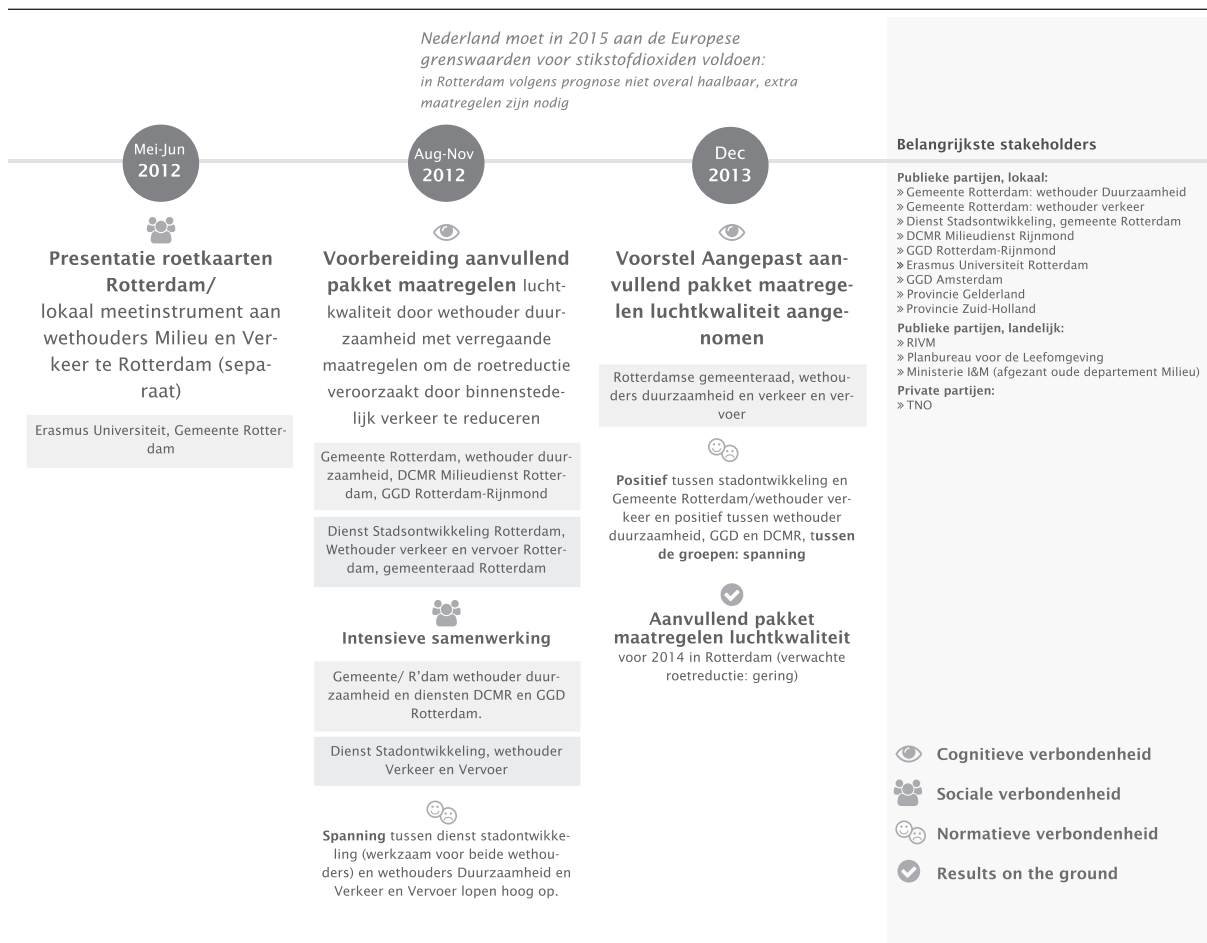 Nederland moet in 2015 aan de Europese
grenswaarden voor stikstofdioxiden voldoen:
in Rotterdam volgens prognose niet overal haalbaar, extra
maatregelen zijn nodig
Mei-Jun
2012
Presentatie roetkaarten
Rotterdam/
lokaal meetinstrument aan
wethouders Milieu en Ver-
keer te Rotterdam (sepa-
raat)
Erasmus Universiteit, Gemeente Rotter-
dam
Aug-Nov
2012
Voorbereiding aanvullend
pakket maatregelen lucht-
kwaliteit door wethouder duur-
zaamheid met verregaande
maatregelen om de roetreductie
veroorzaakt door binnenstede-
lijk verkeer te reduceren
Gemeente Rotterdam, wethouder duur-
zaamheid, DCMR Milieudienst Rotter-
dam, GGD Rotterdam-Rijnmond
Dienst Stadsontwikkeling Rotterdam,
Wethouder verkeer en vervoer Rotter-
dam, gemeenteraad Rotterdam
Intensieve samenwerking
Gemeente/ R'dam wethouder duur-
zaamheid en diensten DCMR en GGD
Rotterdam.
Dienst Stadontwikkeling, wethouder
Verkeer en Vervoer
Spanning tussen dienst stadontwikke-
ling (werkzaam voor beide wethou-
ders) en wethouders Duurzaamheid en
Verkeer en Vervoer lopen hoog op.
Dec
2013
Voorstel Aangepast aan-
vullend pakket maatrege-
len luchtkwaliteit aange-
nomen
Rotterdamse gemeenteraad, wethou-
ders duurzaamheid en verkeer en ver-
voer
Positief tussen stadontwikkeling en
Gemeente Rotterdam/wethouder ver-
keer en positief tussen wethouder
duurzaamheid, GGD en DCMR, tussen
de groepen: spanning
Aanvullend pakket
maatregelen luchtkwaliteit
voor 2014 in Rotterdam (verwachte
roetreductie: gering)
Belangrijkste stakeholders
Publieke partijen, lokaal:
» Gemeente Rotterdam: wethouder Duurzaamheid
» Gemeente Rotterdam: wethouder verkeer
» Dienst Stadsontwikkeling, gemeente Rotterdam
» DCMR Milieudienst Rijnmond
» GGD Rotterdam-Rijnmond
» Erasmus Universiteit Rotterdam
» GGD Amsterdam
» Provincie Gelderland
» Provincie Zuid-Holland
Publieke partijen, landelijk:
» RIVM
» Planbureau voor de Leefomgeving
» Ministerie I&M (afgezant oude departement Milieu)
Private partijen:
» TNO
Cognitieve verbondenheid
Sociale verbondenheid
Normatieve verbondenheid
Results on the ground